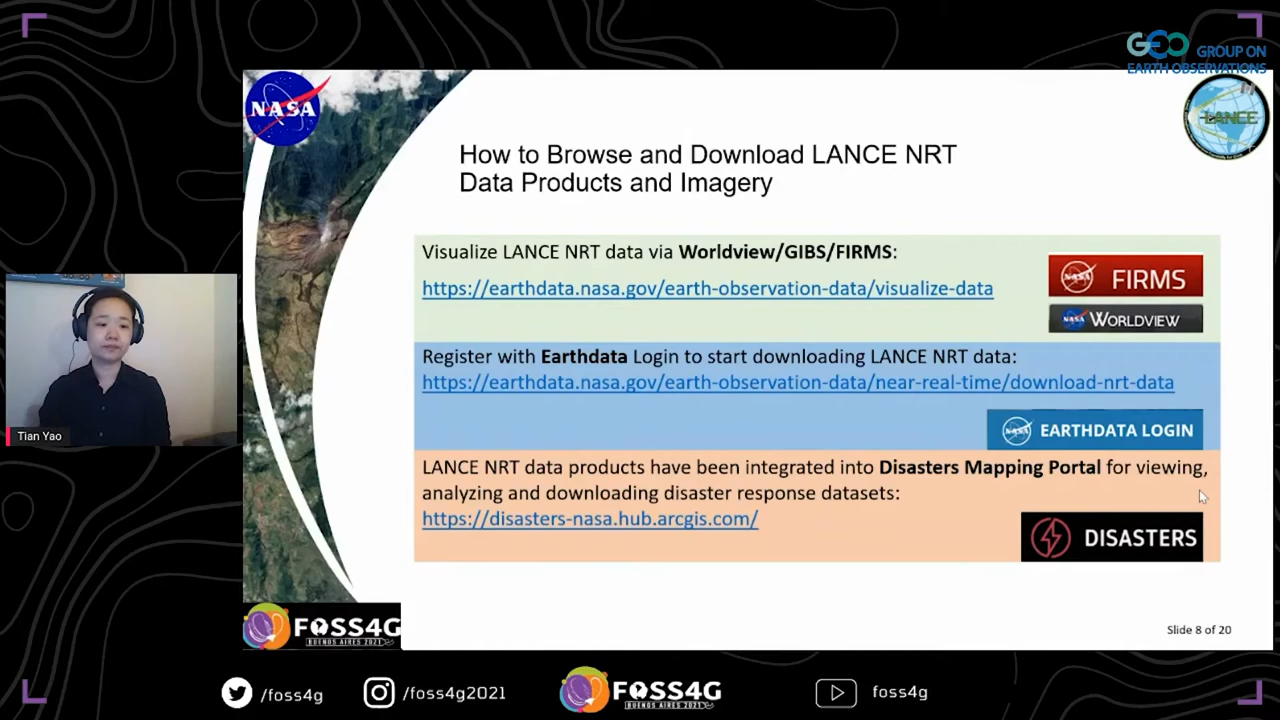 GEO GROUP ON
EARTH OBSERVATIONS
NASA
LANCE
How to Browse and Download LANCE NRT
Data Products and Imagery
Visualize LANCE NRT data via Worldview/GIBS/FIRMS:
https://earthdata.nasa.gov/earth-observation-data/visualize-data
NASA FIRMS
NASA WORLDVIEW
Register with Earthdata Login to start downloading LANCE NRT data:
https://earthdata.nasa.gov/earth-observation-data/near-real-time/download-nrt-data
NASA EARTHDATA LOGIN
LANCE NRT data products have been integrated into Disasters Mapping Portal for viewing,
analyzing and downloading disaster response datasets:
https://disasters-nasa.hub.arcgis.com/
DISASTERS
Tian Yao
FOSS4G
BUENOS AIRES 2021
Slide 8 of 20
/foss4g
/foss4g2021
FOSS4G
BUENOS AIRES 2021
foss4g